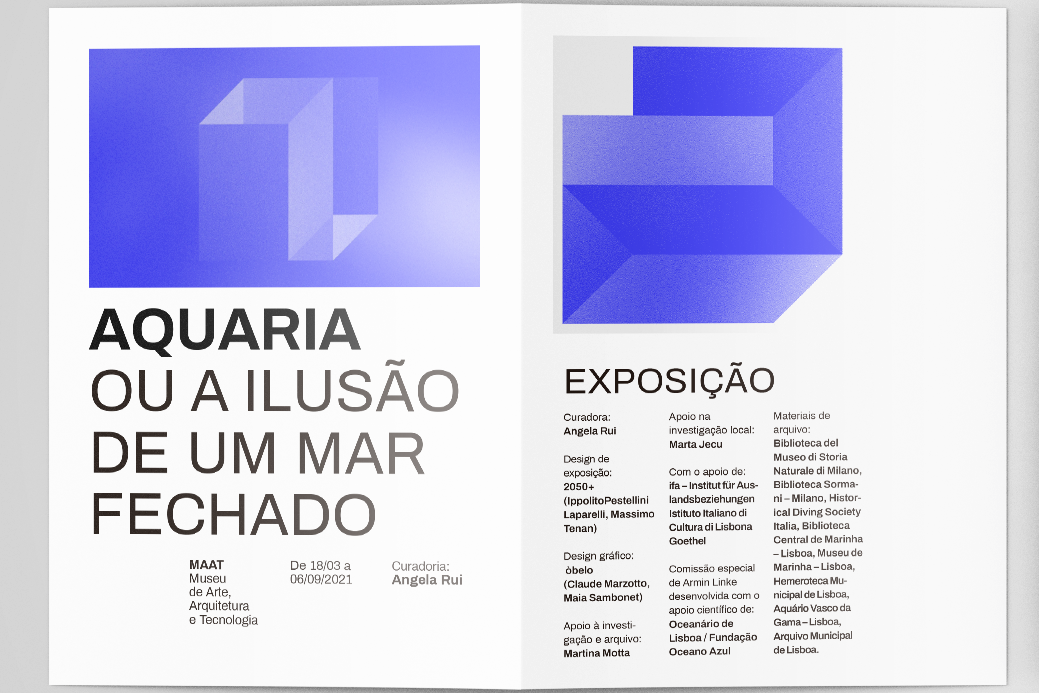 AQUARIA
OU A ILUSÃO
DE UM MAR
FECHADO
MAAT
Museu
de Arte,
Arquitetura
e Tecnologia
De 18/03 a
06/09/2021
Curadoria:
Angela Rui
EXPOSIÇÃO
Curadora:
Angela Rui
Design de
exposição:
2050+
(IppolitoPestellini
Laparelli, Massimo
Tenan)
Design gráfico:
òbelo
(Claude Marzotto,
Maia Sambonet)
Apoio à investi-
gação e arquivo:
Martina Motta
Apoio na
investigação local:
Marta Jecu
Com o apoio de:
ifa – Institut für Aus-
landsbeziehungen
Istituto Italiano di
Cultura di Lisbona
Goethel
Comissão especial
de Armin Linke
desenvolvida com o
apoio científico de:
Oceanário de
Lisboa / Fundação
Oceano Azul
Materiais de
arquivo:
Biblioteca del
Museo di Storia
Naturale di Milano,
Biblioteca Sorma-
ni – Milano, Histor-
ical Diving Society
Italia, Biblioteca
Central de Marinha
– Lisboa, Museu de
Marinha – Lisboa,
Hemeroteca Mu-
nicipal de Lisboa,
Aquário Vasco da
Gama – Lisboa,
Arquivo Municipal
de Lisboa.